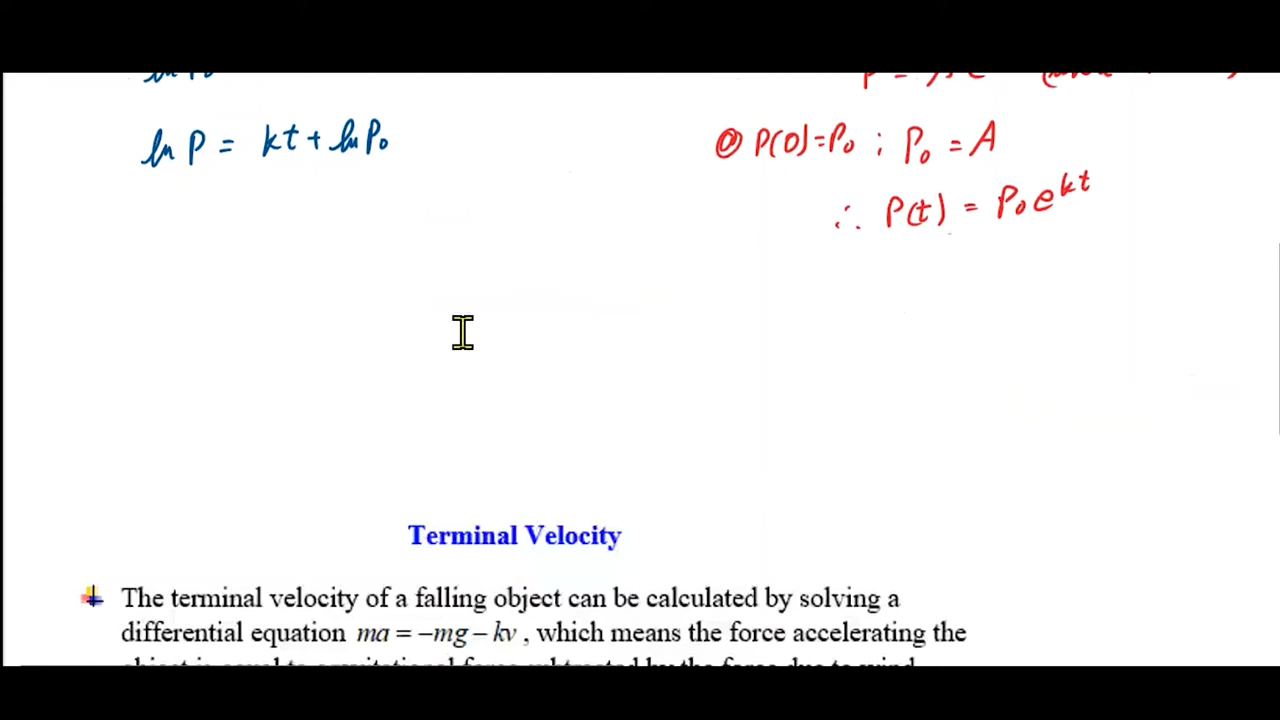 ln P = kt + ln P₀
@ P(0)=P₀ ; P₀ = A
∴ P(t) = P₀e^{kt}
Terminal Velocity
The terminal velocity of a falling object can be calculated by solving a
differential equation ma = −mg − kv , which means the force accelerating the